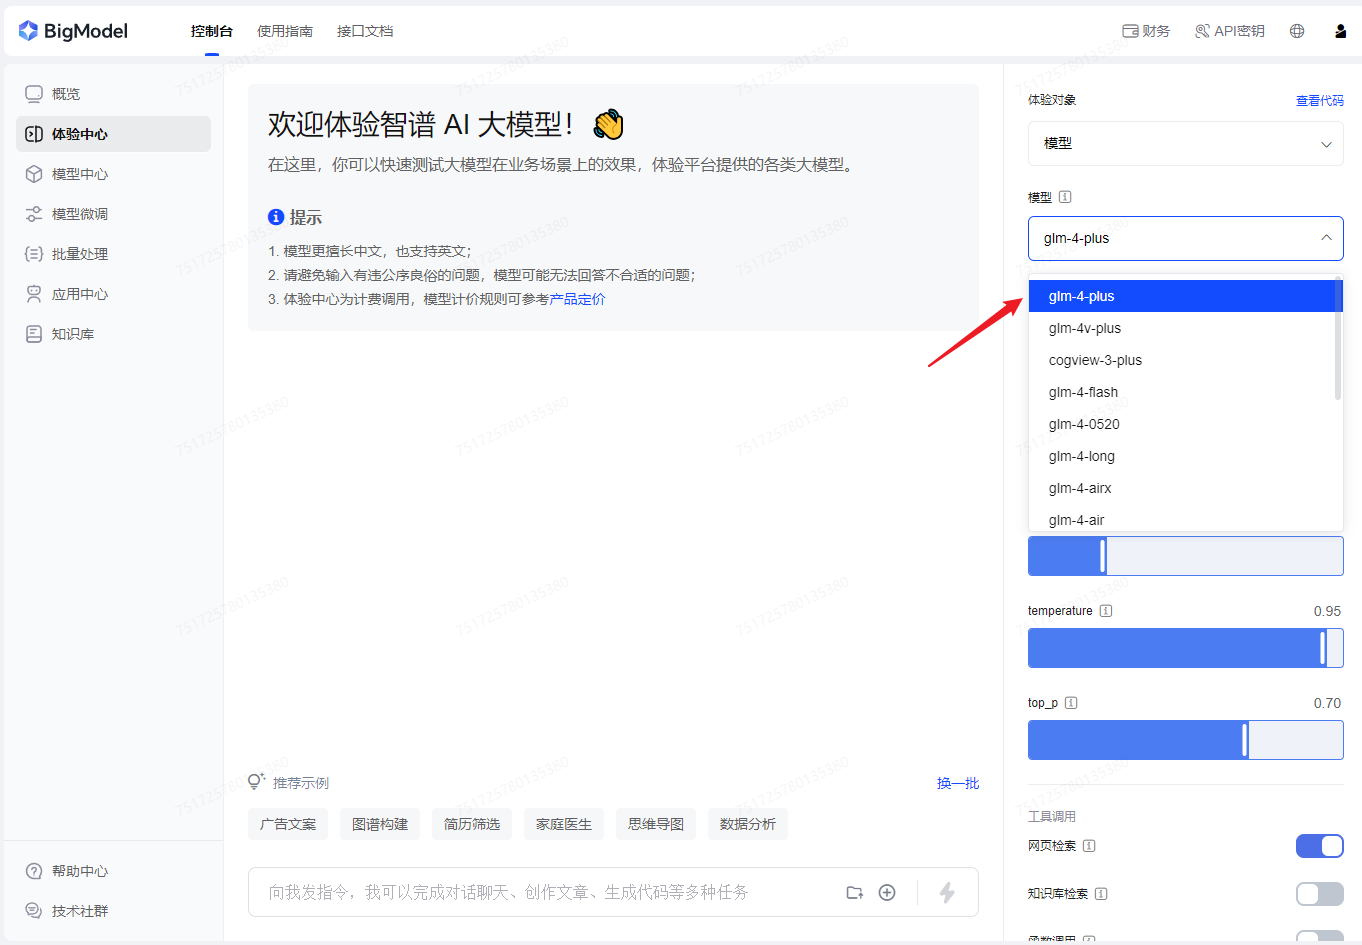 BigModel
控制台
使用指南
接口文档
财务
API密钥
概览
体验中心
模型中心
模型微调
批量处理
应用中心
知识库
帮助中心
技术社群
欢迎体验智谱 AI 大模型！
在这里，你可以快速测试大模型在业务场景上的效果，体验平台提供的各类大模型。
提示
1. 模型更擅长中文，也支持英文；
2. 请避免输入有违公序良俗的问题，模型可能无法回答不合适的问题；
3. 体验中心为计费调用，模型计价规则可参考产品定价
推荐示例
换一批
广告文案
图谱构建
简历筛选
家庭医生
思维导图
数据分析
向我发指令，我可以完成对话聊天、创作文章、生成代码等多种任务
体验对象
查看代码
模型
模型
glm-4-plus
glm-4-plus
glm-4v-plus
cogview-3-plus
glm-4-flash
glm-4-0520
glm-4-long
glm-4-airx
glm-4-air
temperature
0.95
top_p
0.70
工具调用
网页检索
知识库检索
函数调用
751725780135380